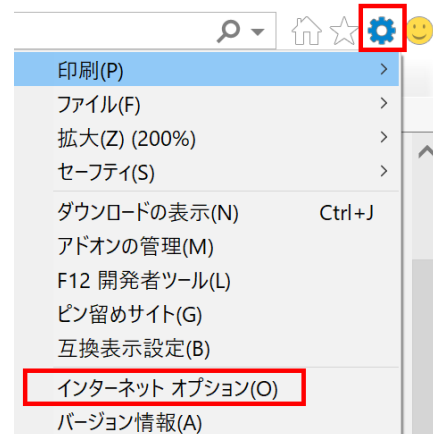 印刷(P)
ファイル(F)
拡大(Z) (200%)
セーフティ(S)
ダウンロードの表示(N) Ctrl+J
アドオンの管理(M)
F12 開発者ツール(L)
ピン留めサイト(G)
互換表示設定(B)
インターネット オプション(O)
バージョン情報(A)